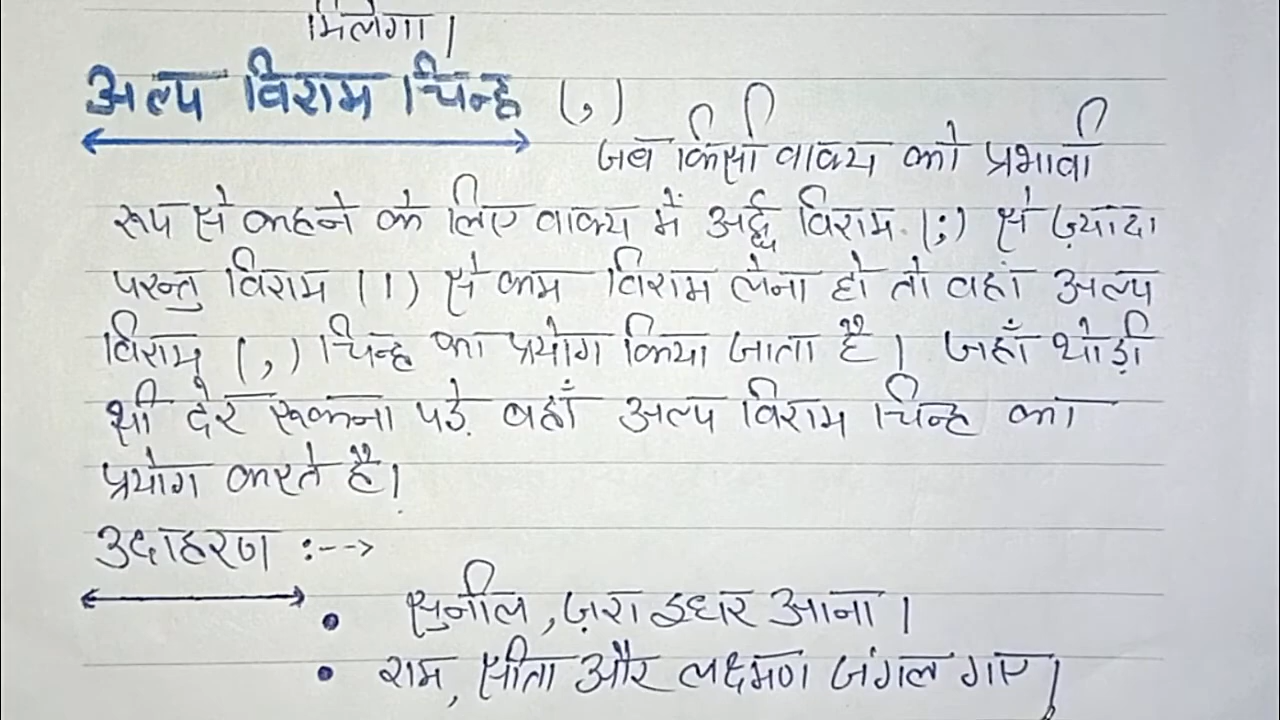 मिलेगा।
अल्प विराम चिन्ह (,)
जब किसी वाक्य को प्रभावी
रूप से कहने के लिए वाक्य में अर्द्ध विराम (;) से ज़्यादा
परन्तु विराम (।) से कम विराम लेना हो तो वहां अल्प
विराम (,) चिन्ह का प्रयोग किया जाता है। जहाँ थोड़ी
सी देर रूकना पड़े वहाँ अल्प विराम चिन्ह का
प्रयोग करते है।
उदाहरण :-->
• सुनील, ज़रा इधर आना।
• राम, सीता और लक्ष्मण जंगल गए।